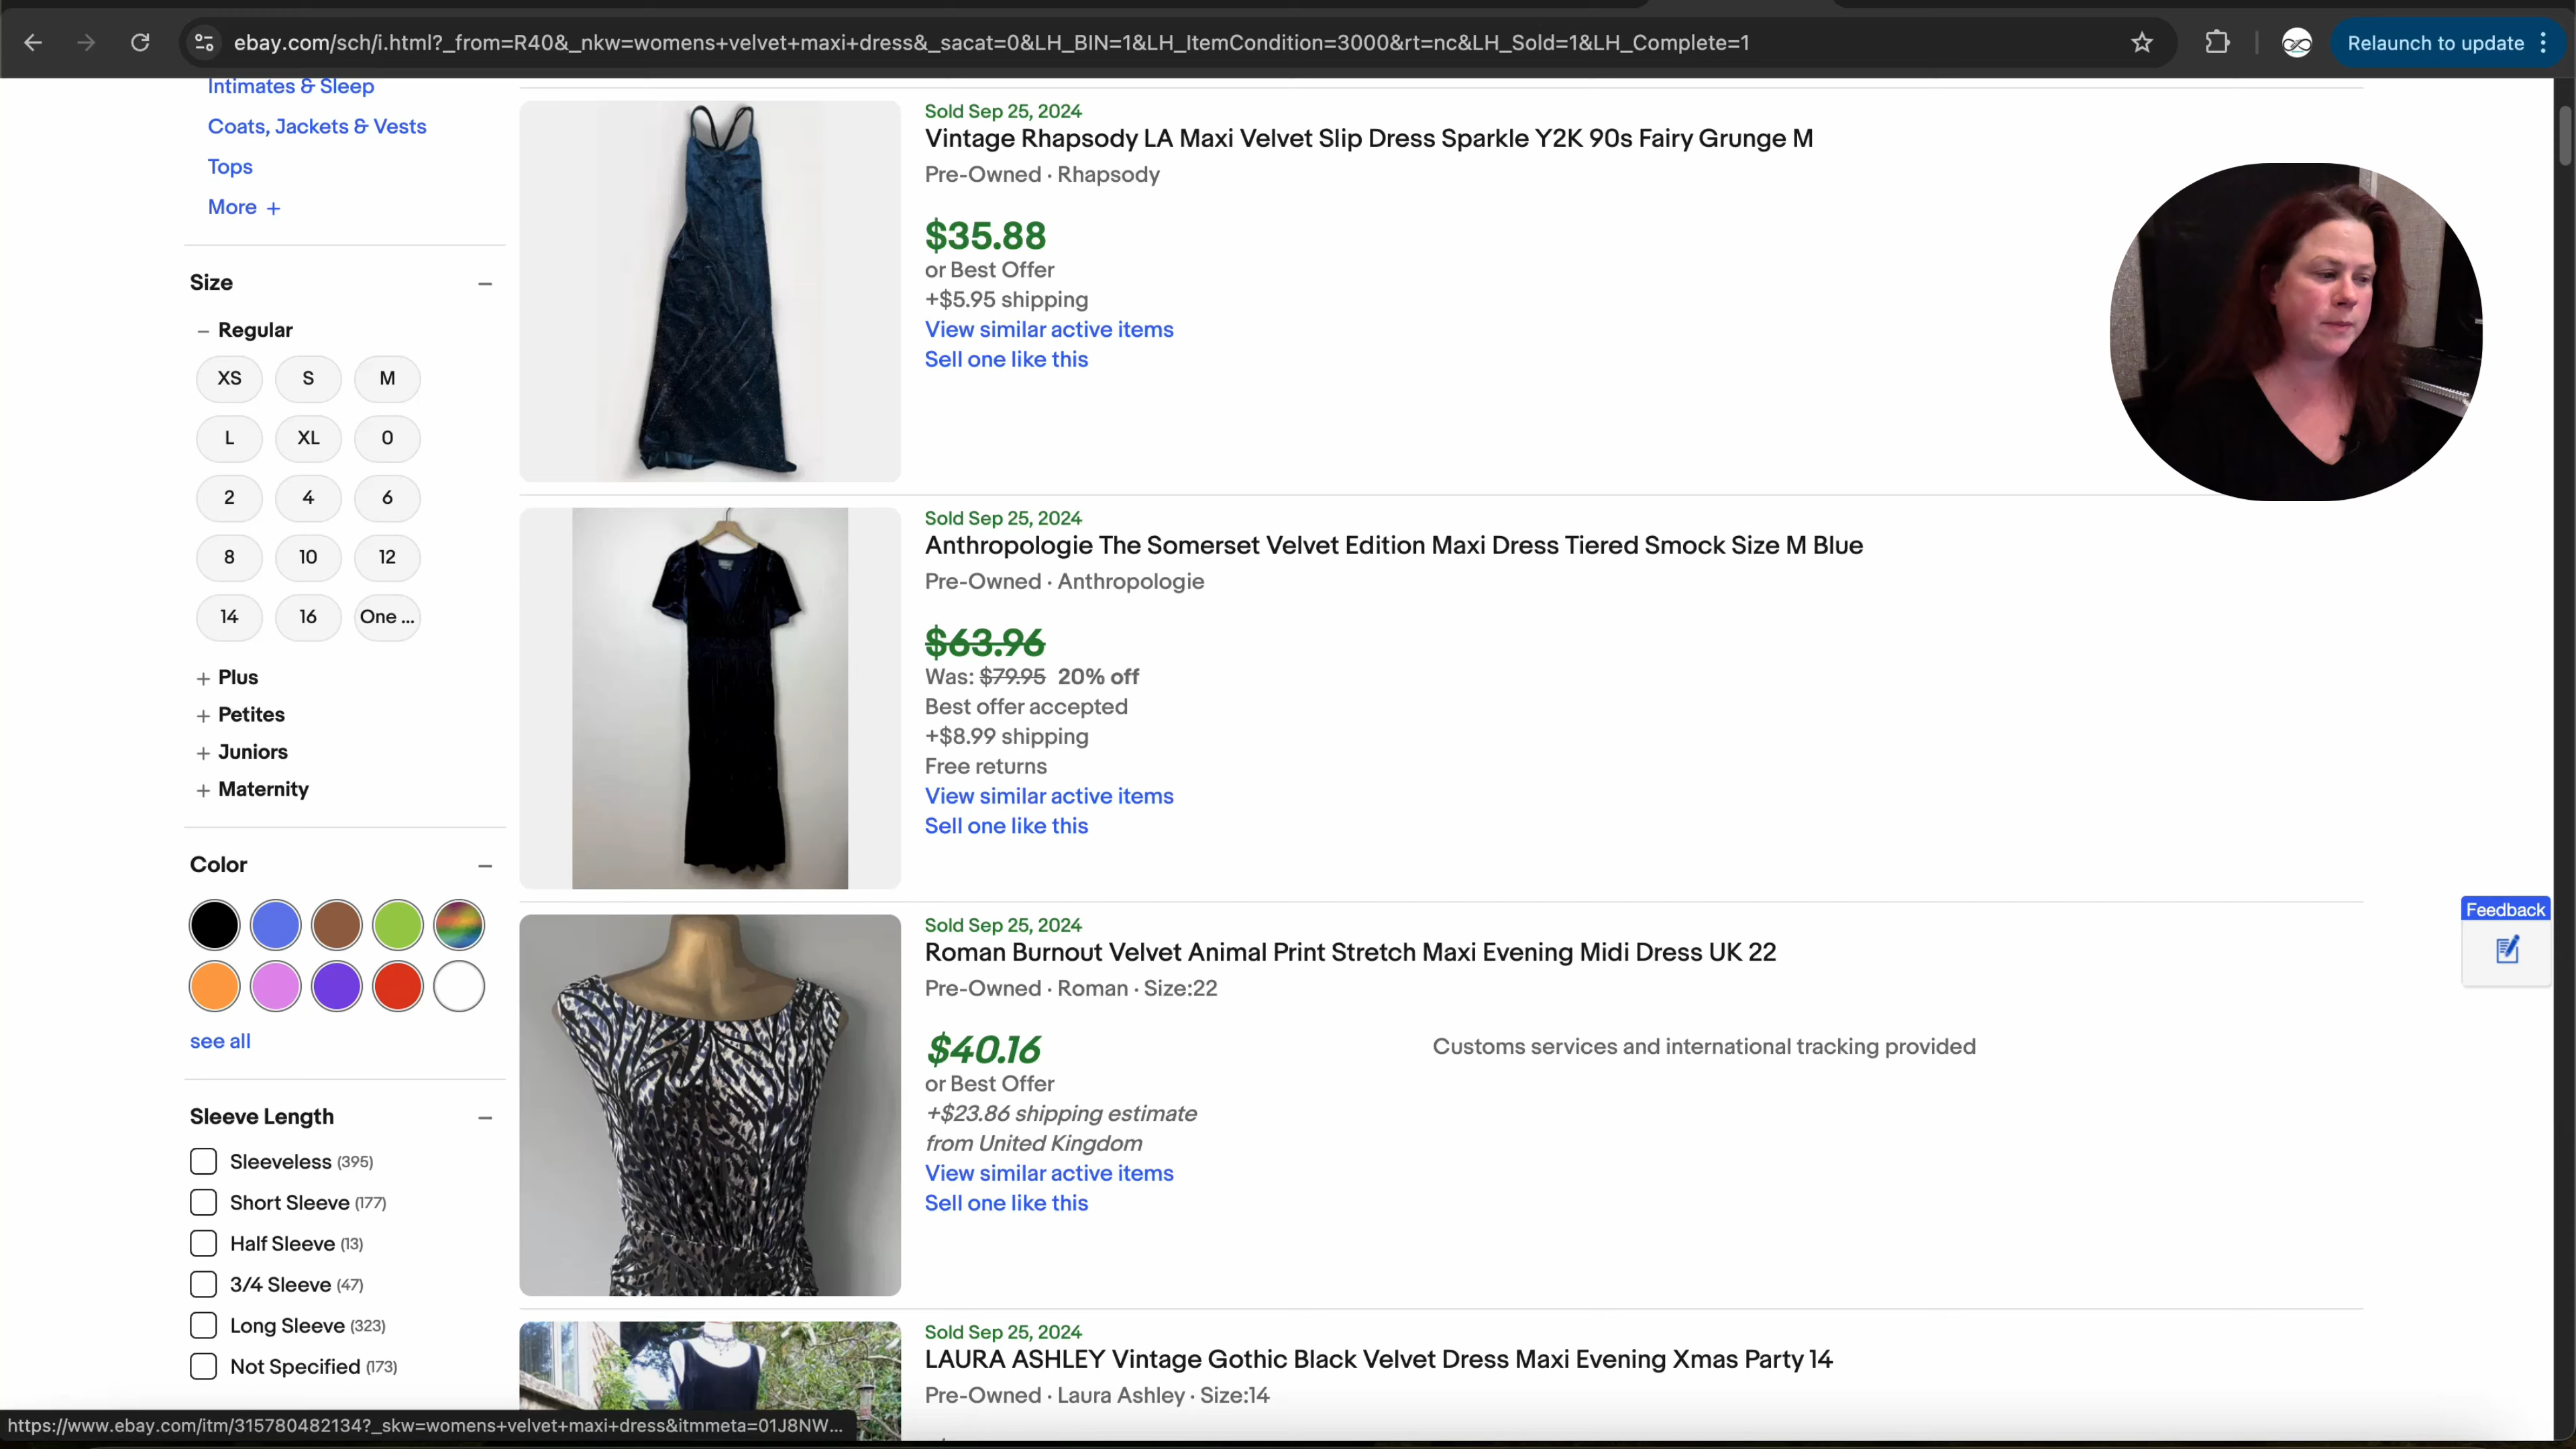 ebay.com/sch/i.html?_from=R40&_nkw=womens+velvet+maxi+dress&_sacat=0&LH_BIN=1&LH_ItemCondition=3000&rt=nc&LH_Sold=1&LH_Complete=1
Relaunch to update
Intimates & Sleep
Coats, Jackets & Vests
Tops
More +
Size
– Regular
XS S M
L XL 0
2 4 6
8 10 12
14 16 One ...
+ Plus
+ Petites
+ Juniors
+ Maternity
Color
see all
Sleeve Length
Sleeveless (395)
Short Sleeve (177)
Half Sleeve (13)
3/4 Sleeve (47)
Long Sleeve (323)
Not Specified (173)
Sold Sep 25, 2024
Vintage Rhapsody LA Maxi Velvet Slip Dress Sparkle Y2K 90s Fairy Grunge M
Pre-Owned · Rhapsody
$35.88
or Best Offer
+$5.95 shipping
View similar active items
Sell one like this
Sold Sep 25, 2024
Anthropologie The Somerset Velvet Edition Maxi Dress Tiered Smock Size M Blue
Pre-Owned · Anthropologie
$63.96
Was: $79.95 20% off
Best offer accepted
+$8.99 shipping
Free returns
View similar active items
Sell one like this
Sold Sep 25, 2024
Roman Burnout Velvet Animal Print Stretch Maxi Evening Midi Dress UK 22
Pre-Owned · Roman · Size:22
$40.16
Customs services and international tracking provided
or Best Offer
+$23.86 shipping estimate
from United Kingdom
View similar active items
Sell one like this
Sold Sep 25, 2024
LAURA ASHLEY Vintage Gothic Black Velvet Dress Maxi Evening Xmas Party 14
Pre-Owned · Laura Ashley · Size:14
Feedback
https://www.ebay.com/itm/315780482134?_skw=womens+velvet+maxi+dress&itmmeta=01J8NW...